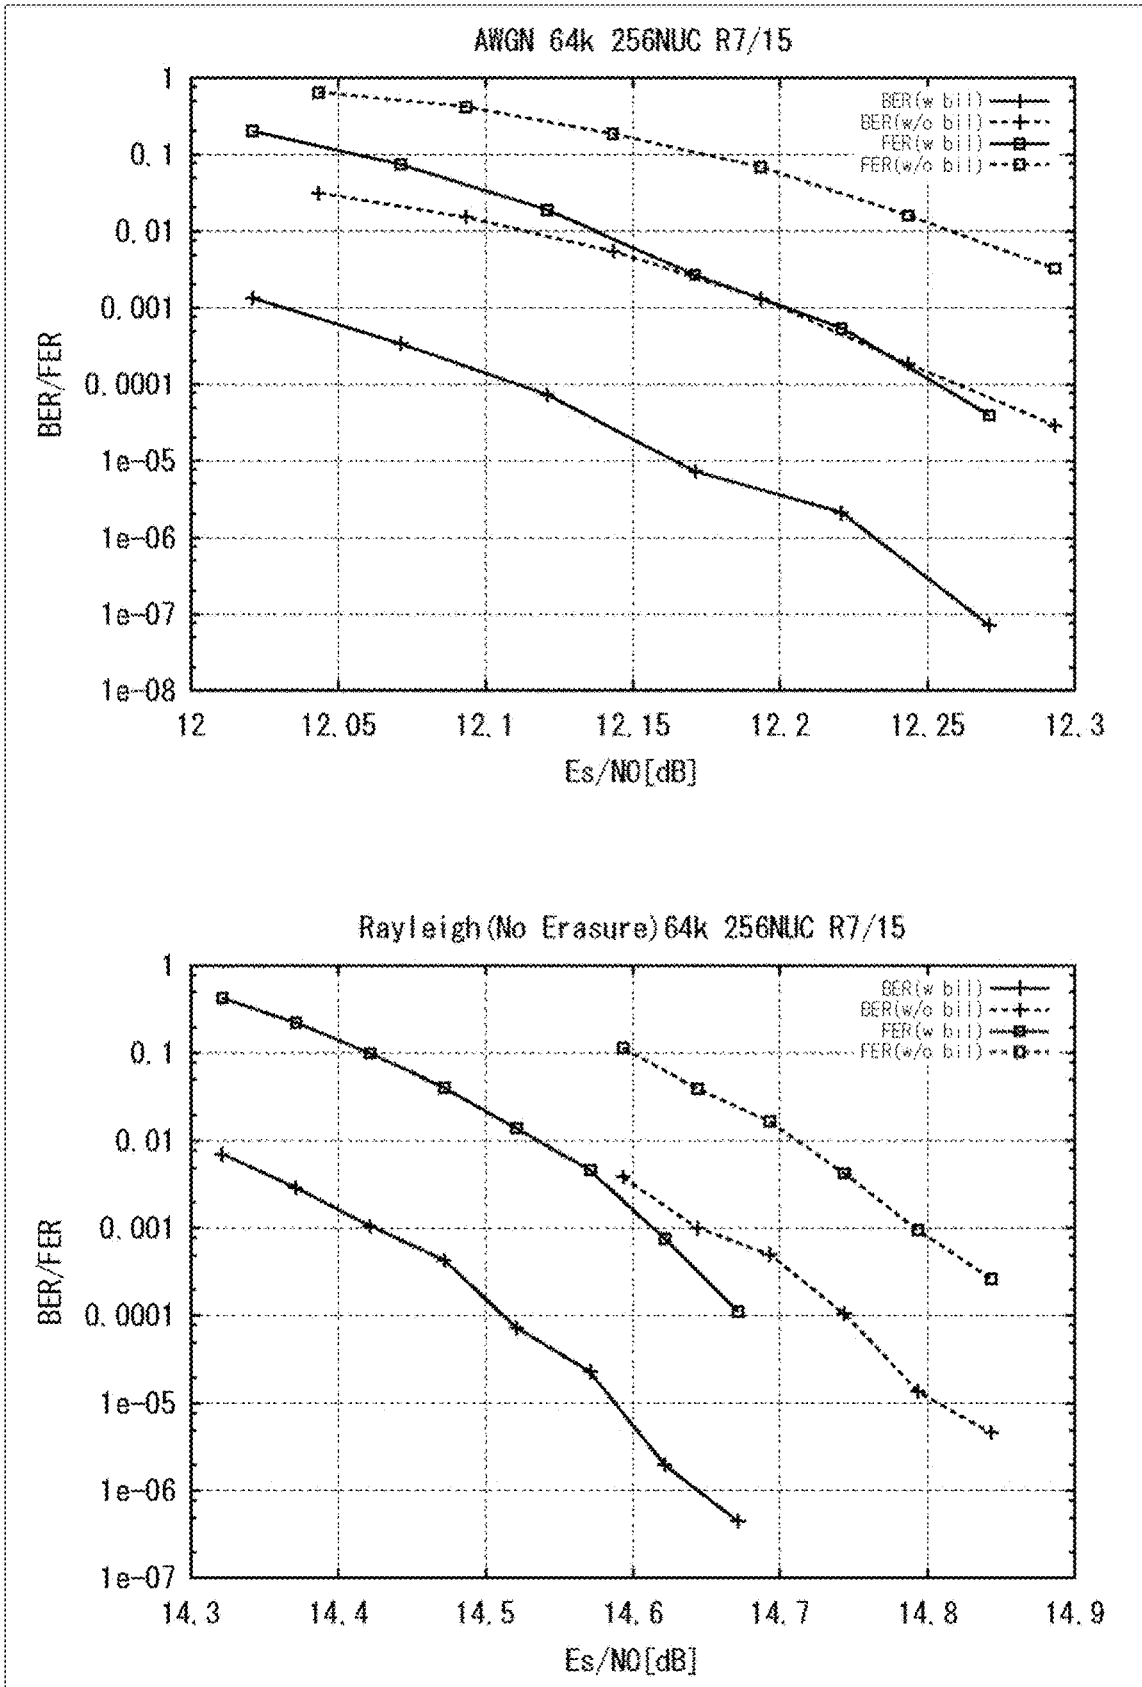 AWGN 64k 256NUC R7/15
BER(w bil)
BER(w/o bil)
FER(w bil)
FER(w/o bil)
1
0.1
0.01
0.001
0.0001
1e-05
1e-06
1e-07
1e-08
BER/FER
12 12.05 12.1 12.15 12.2 12.25 12.3
Es/N0[dB]
Rayleigh(No Erasure)64k 256NUC R7/15
BER(w bil)
BER(w/o bil)
FER(w bil)
FER(w/o bil)
1
0.1
0.01
0.001
0.0001
1e-05
1e-06
1e-07
BER/FER
14.3 14.4 14.5 14.6 14.7 14.8 14.9
Es/N0[dB]